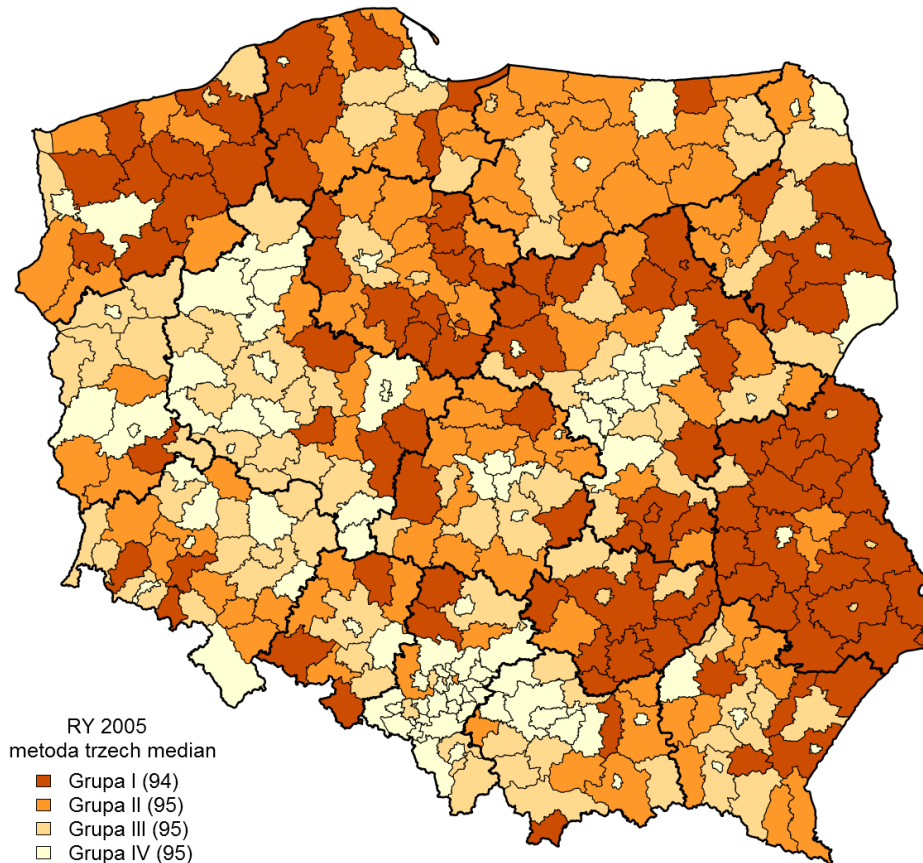 RY 2005
metoda trzech median
Grupa I (94)
Grupa II (95)
Grupa III (95)
Grupa IV (95)